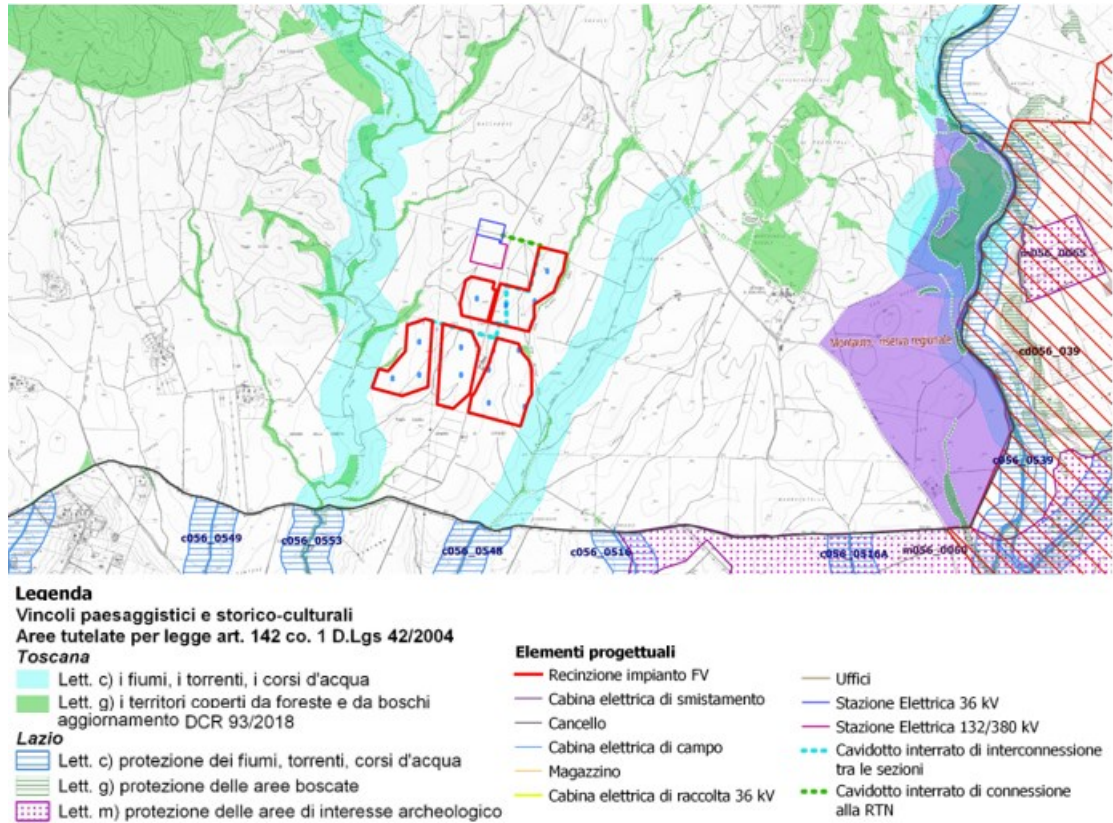 m056_0065
Montauto, riserva regionale
cd056_039
c056_0539
c056_0549
c056_0553
c056_0548
c056_0516
c056_0516A
m056_0060
Legenda
Vincoli paesaggistici e storico-culturali
Aree tutelate per legge art. 142 co. 1 D.Lgs 42/2004
Toscana
Lett. c) i fiumi, i torrenti, i corsi d'acqua
Lett. g) i territori coperti da foreste e da boschi
aggiornamento DCR 93/2018
Lazio
Lett. c) protezione dei fiumi, torrenti, corsi d'acqua
Lett. g) protezione delle aree boscate
Lett. m) protezione delle aree di interesse archeologico
Elementi progettuali
Recinzione impianto FV
Cabina elettrica di smistamento
Cancello
Cabina elettrica di campo
Magazzino
Cabina elettrica di raccolta 36 kV
Uffici
Stazione Elettrica 36 kV
Stazione Elettrica 132/380 kV
Cavidotto interrato di interconnessione
tra le sezioni
Cavidotto interrato di connessione
alla RTN